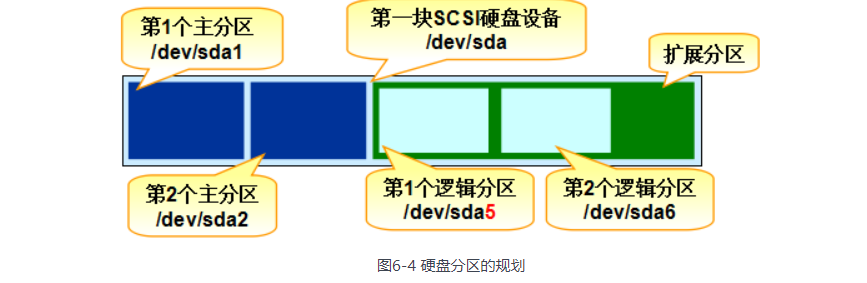 第1个主分区
/dev/sda1
第一块SCSI硬盘设备
/dev/sda
扩展分区
第2个主分区
/dev/sda2
第1个逻辑分区
/dev/sda5
第2个逻辑分区
/dev/sda6
图6-4 硬盘分区的规划